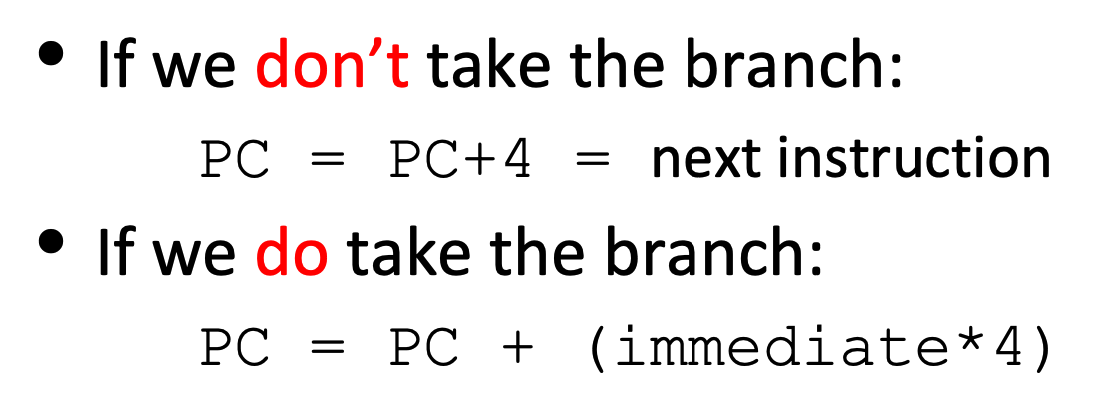 • If we don’t take the branch:
PC = PC+4 = next instruction
• If we do take the branch:
PC = PC + (immediate*4)